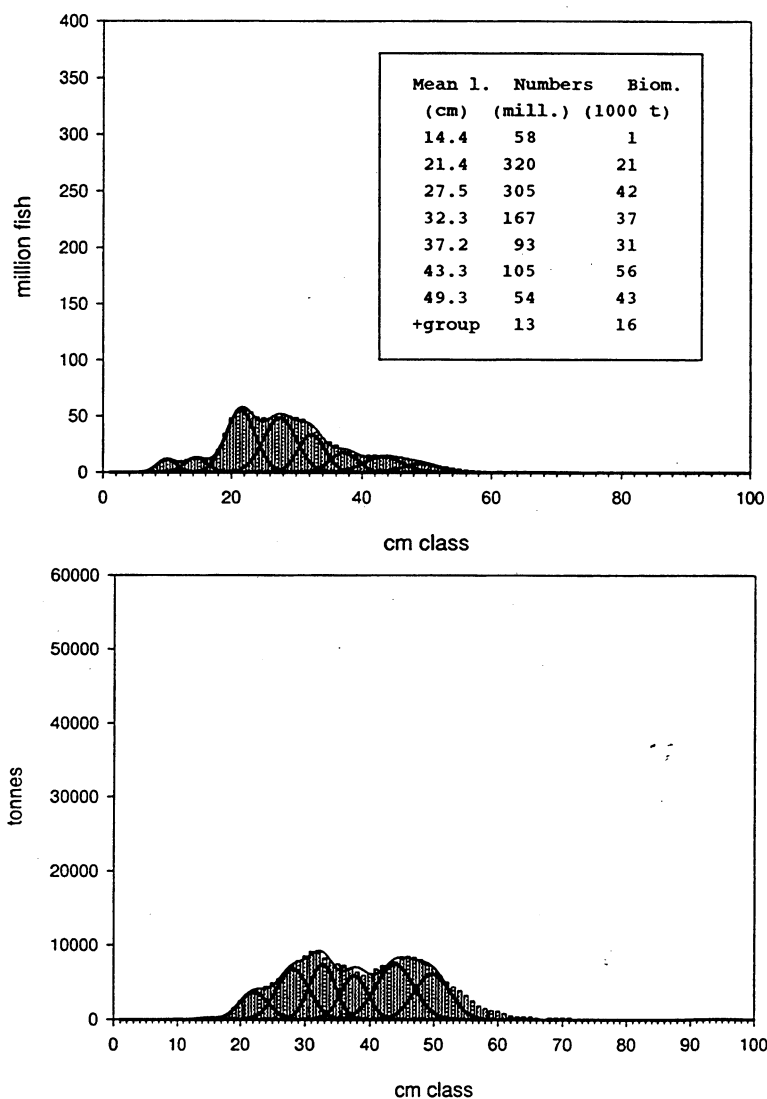 400
350
300
250
200
150
100
50
0
million fish
Mean l. Numbers Biom.
(cm) (mill.) (1000 t)
14.4 58 1
21.4 320 21
27.5 305 42
32.3 167 37
37.2 93 31
43.3 105 56
49.3 54 43
+group 13 16
0 20 40 60 80 100
cm class
60000
50000
40000
30000
20000
10000
0
tonnes
0 10 20 30 40 50 60 70 80 90 100
cm class